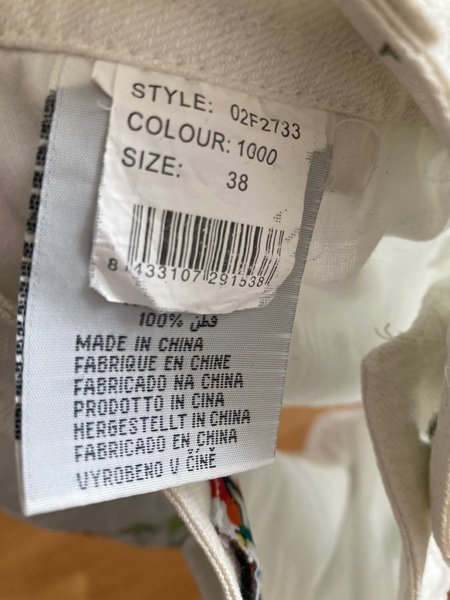 STYLE: 02F2733
COLOUR: 1000
SIZE: 38
8 433107 291538
100% قطن
MADE IN CHINA
FABRIQUE EN CHINE
FABRICADO NA CHINA
PRODOTTO IN CINA
HERGESTELLT IN CHINA
FABRICADO EN CHINA
VYROBENO V ČÍNĚ